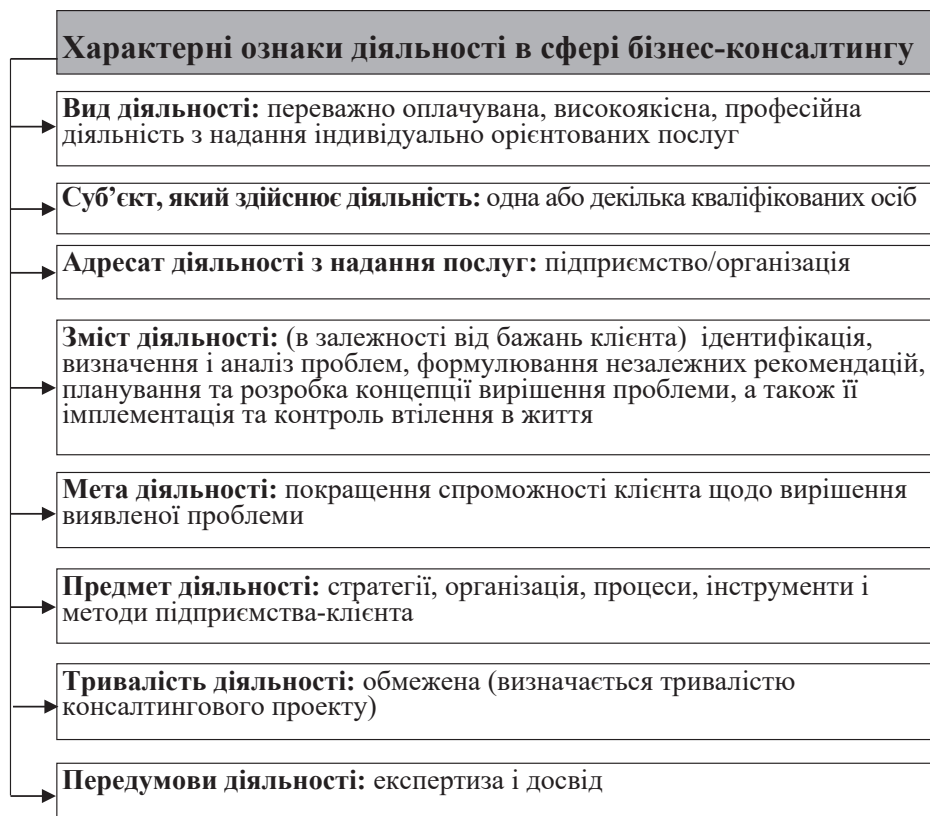 Характерні ознаки діяльності в сфері бізнес-консалтингу
Вид діяльності: переважно оплачувана, високоякісна, професійна
діяльність з надання індивідуально орієнтованих послуг
Суб’єкт, який здійснює діяльність: одна або декілька кваліфікованих осіб
Адресат діяльності з надання послуг: підприємство/організація
Зміст діяльності: (в залежності від бажань клієнта) ідентифікація,
визначення і аналіз проблем, формулювання незалежних рекомендацій,
планування та розробка концепції вирішення проблеми, а також її
імплементація та контроль втілення в життя
Мета діяльності: покращення спроможності клієнта щодо вирішення
виявленої проблеми
Предмет діяльності: стратегії, організація, процеси, інструменти і
методи підприємства-клієнта
Тривалість діяльності: обмежена (визначається тривалістю
консалтингового проекту)
Передумови діяльності: експертиза і досвід